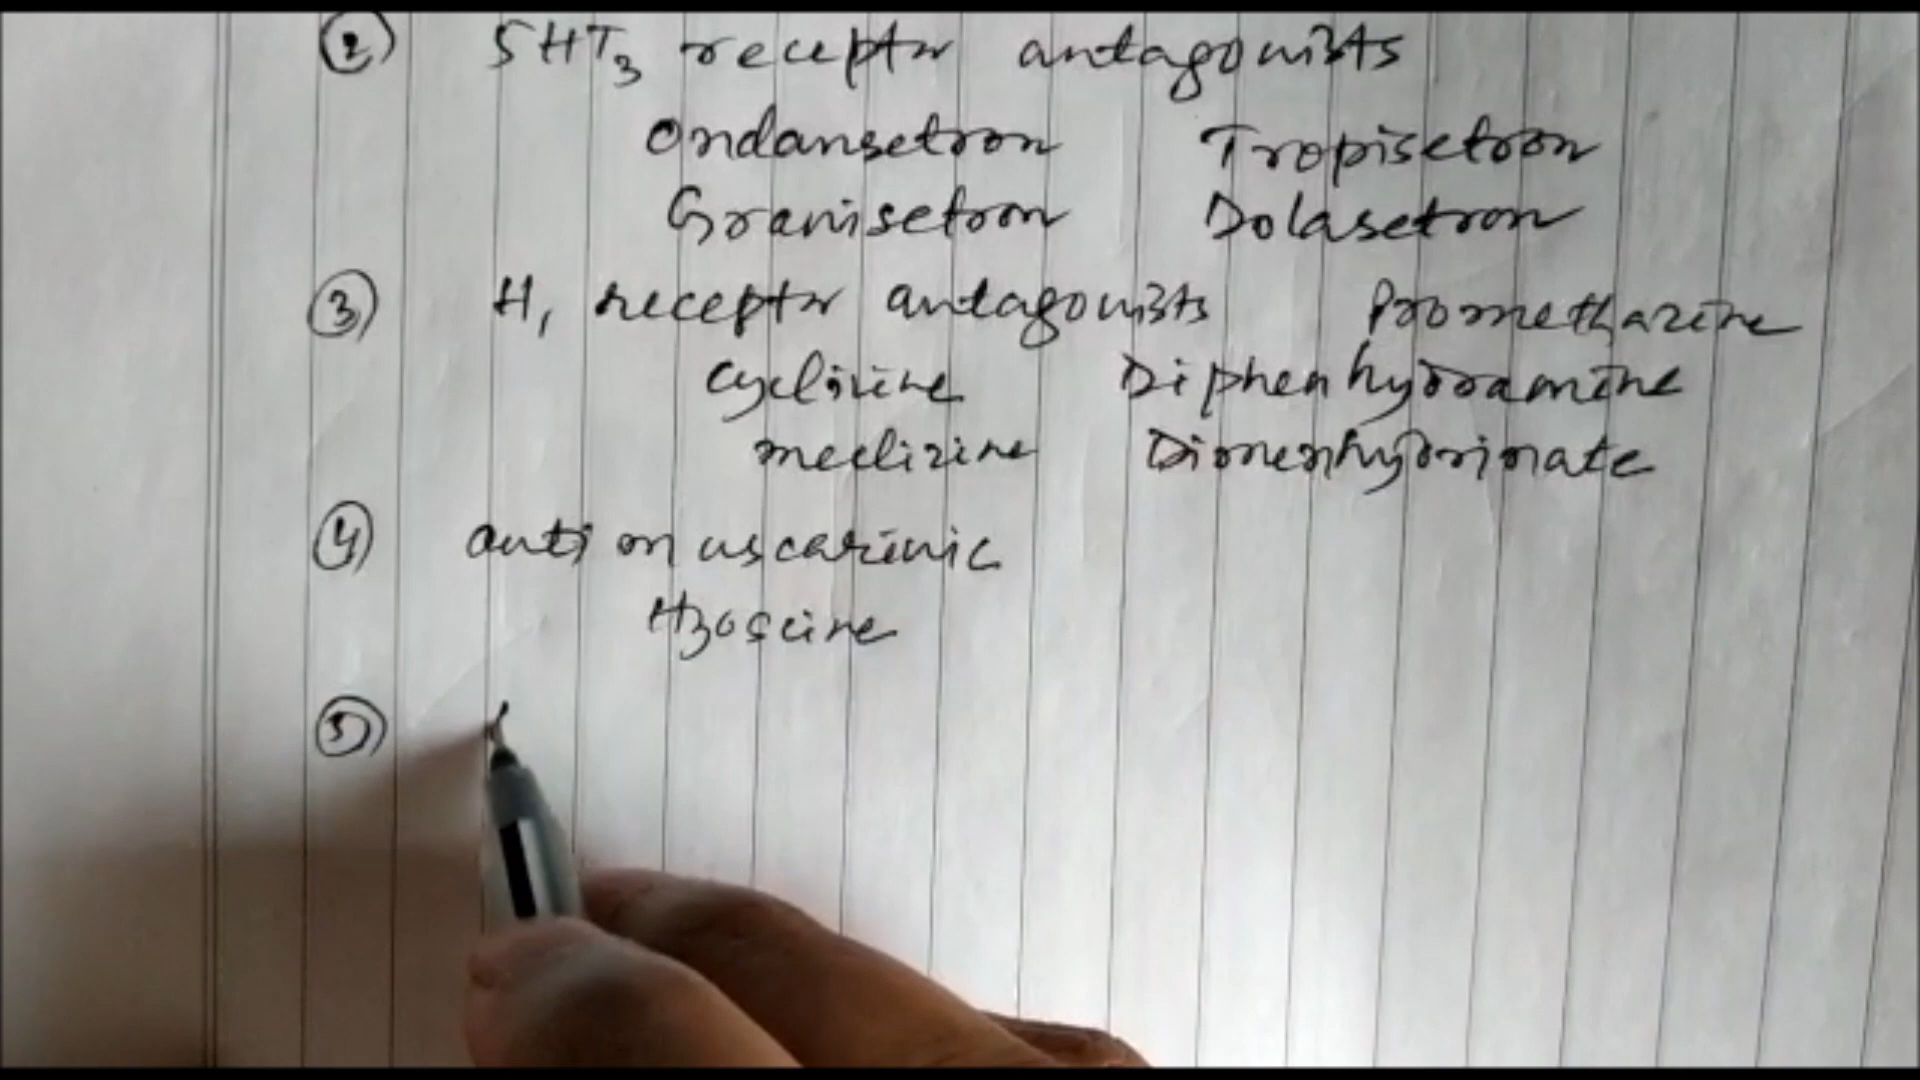 ② 5HT₃ receptor antagonists
Ondansetron Tropisetron
Granisetron Dolasetron
③ H₁ receptor antagonists Promethazine
Cyclizine Diphenhydramine
meclizine Dimenhydrinate
④ antimuscarinic
Hyoscine
⑤